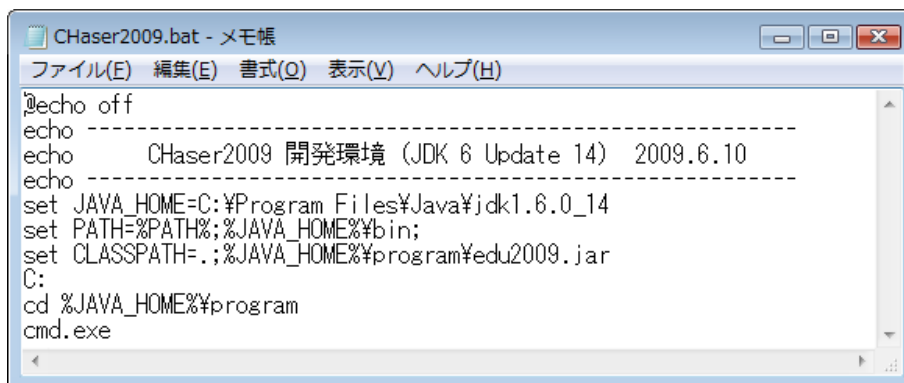 CHaser2009.bat - メモ帳
ファイル(F) 編集(E) 書式(O) 表示(V) ヘルプ(H)
@echo off
echo ---------------------------------------------------------
echo      CHaser2009 開発環境 (JDK 6 Update 14)  2009.6.10
echo ---------------------------------------------------------
set JAVA_HOME=C:¥Program Files¥Java¥jdk1.6.0_14
set PATH=%PATH%;%JAVA_HOME%¥bin;
set CLASSPATH=.;%JAVA_HOME%¥program¥edu2009.jar
C:
cd %JAVA_HOME%¥program
cmd.exe